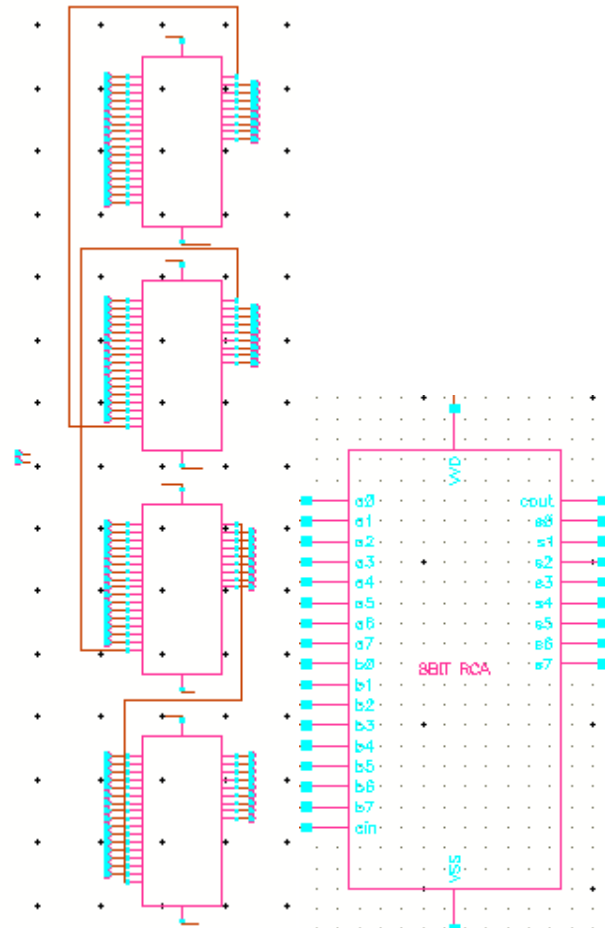 VVD
a0 cout
a1 s0
a2 s1
a3 s2
a4 s3
a5 s4
a6 s5
a7 s6
b0 s7
8BIT RCA
b1
b2
b3
b4
b5
b6
b7
cin
VSS